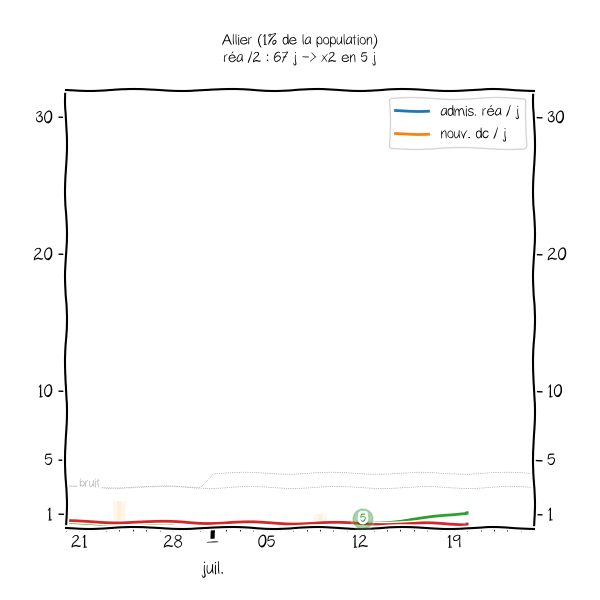 Allier (1% de la population)
réa /2 : 67 j -> x2 en 5 j
admis. réa / j
nouv. dc / j
30
30
20
20
10
10
5
5
bruit
1
5
1
21
28
05
12
19
juil.